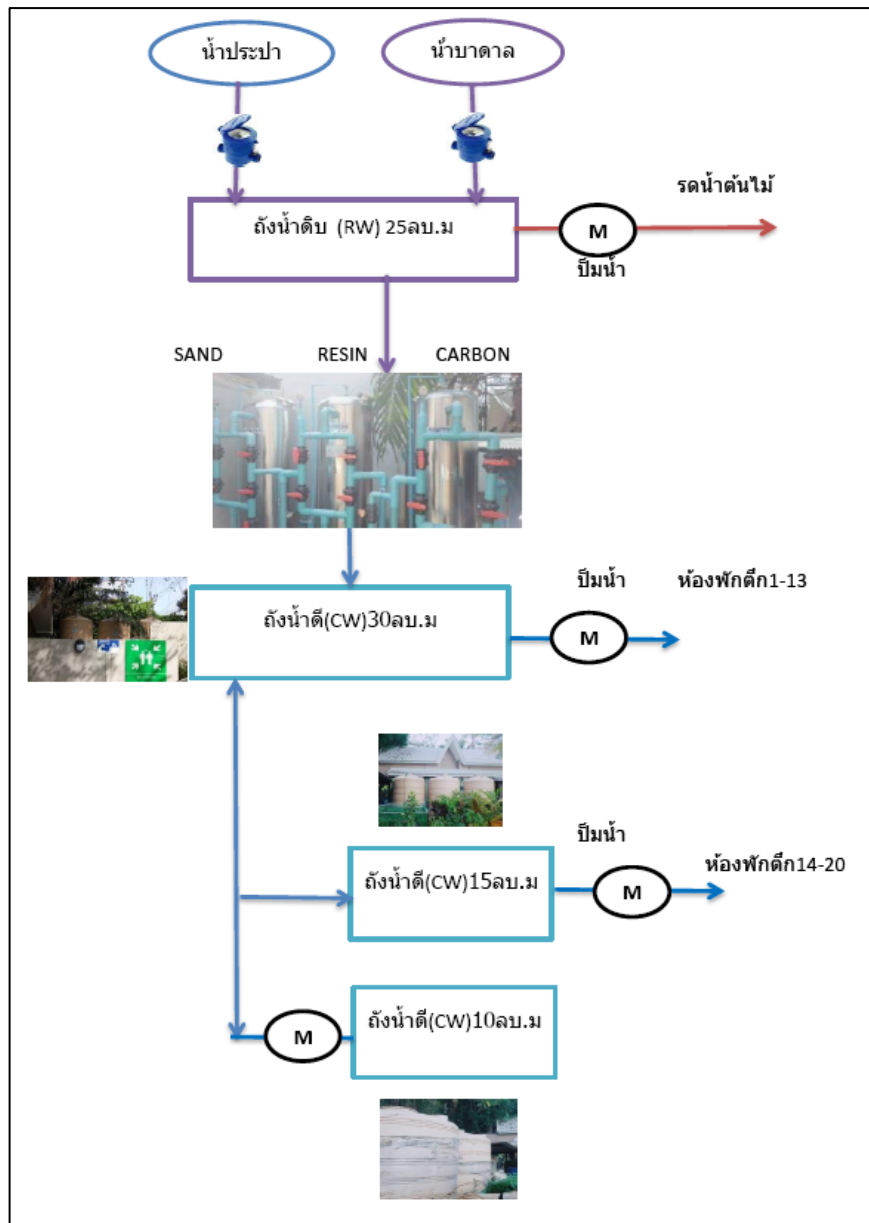 น้ำประปา
น้ำบาดาล
รดน้ำต้นไม้
ถังน้ำดิบ (RW) 25ลบ.ม
M
ปั๊มน้ำ
SAND RESIN CARBON
ปั๊มน้ำ
ห้องพักตึก1-13
ถังน้ำดี(CW)30ลบ.ม
M
ปั๊มน้ำ
ห้องพักตึก14-20
ถังน้ำดี(CW)15ลบ.ม
M
ถังน้ำดี(CW)10ลบ.ม
M